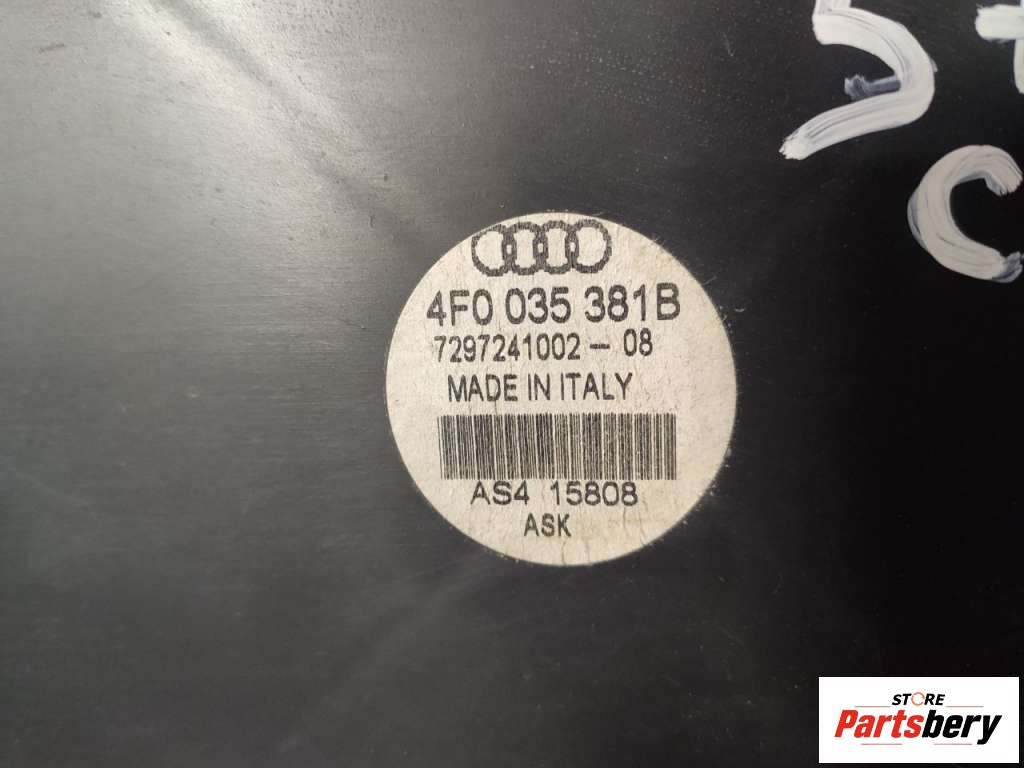 4F0 035 381B
7297241002 - 08
MADE IN ITALY
AS4 15808
ASK
C
STORE
Partsbery